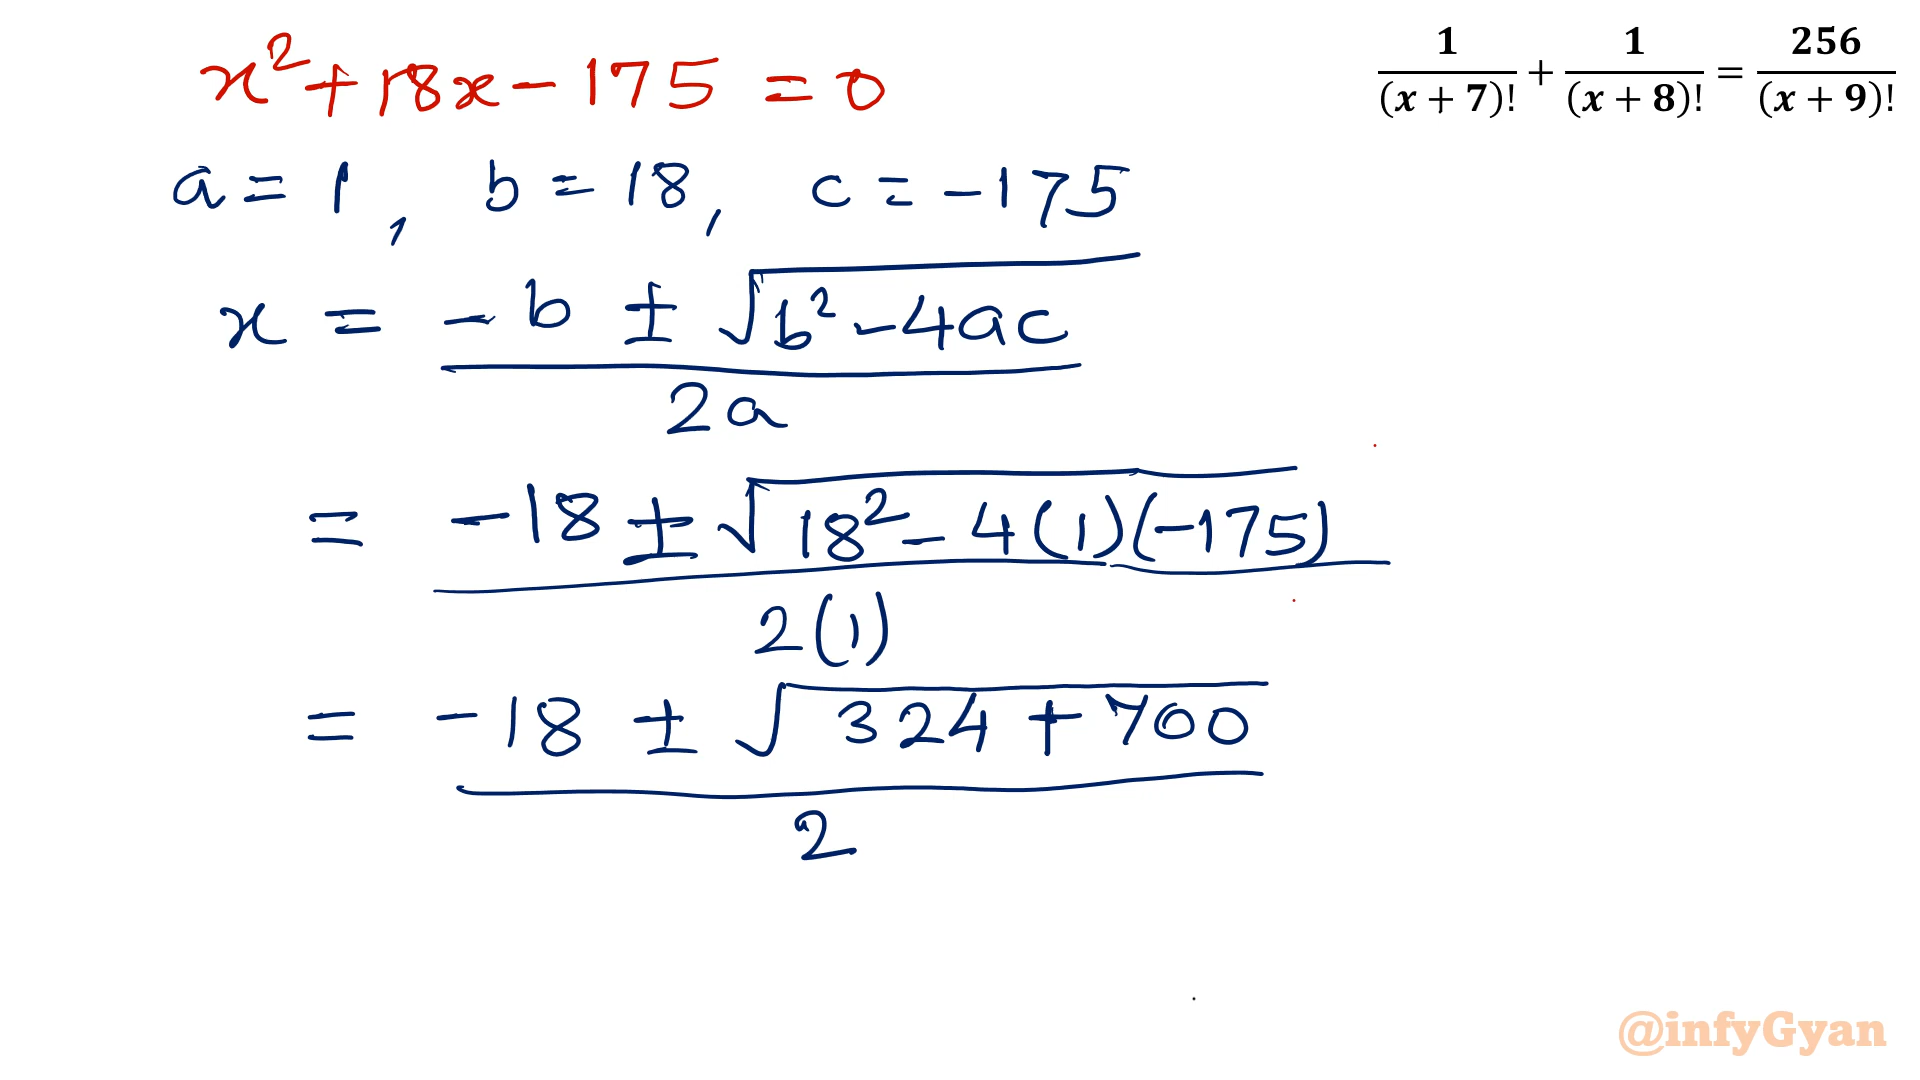 x² + 18x - 175 = 0
1/(x + 7)! + 1/(x + 8)! = 256/(x + 9)!
a = 1, b = 18, c = -175
x = (-b ± √(b² - 4ac))/2a
= (-18 ± √(18² - 4(1)(-175)))/2(1)
= (-18 ± √(324 + 700))/2
@infyGyan